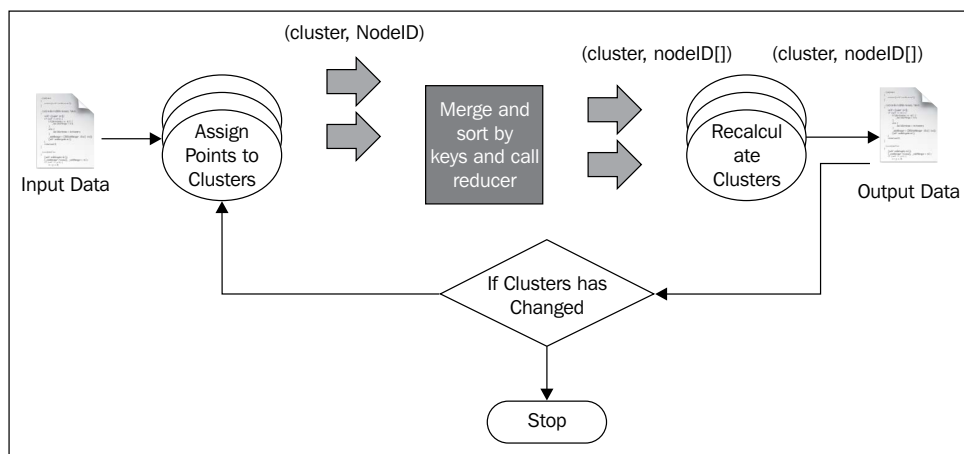 (cluster, NodeID)
(cluster, nodeID[])
(cluster, nodeID[])
Input Data
Assign
Points to
Clusters
Merge and
sort by
keys and call
reducer
Recalcul
ate
Clusters
Output Data
If Clusters has
Changed
Stop